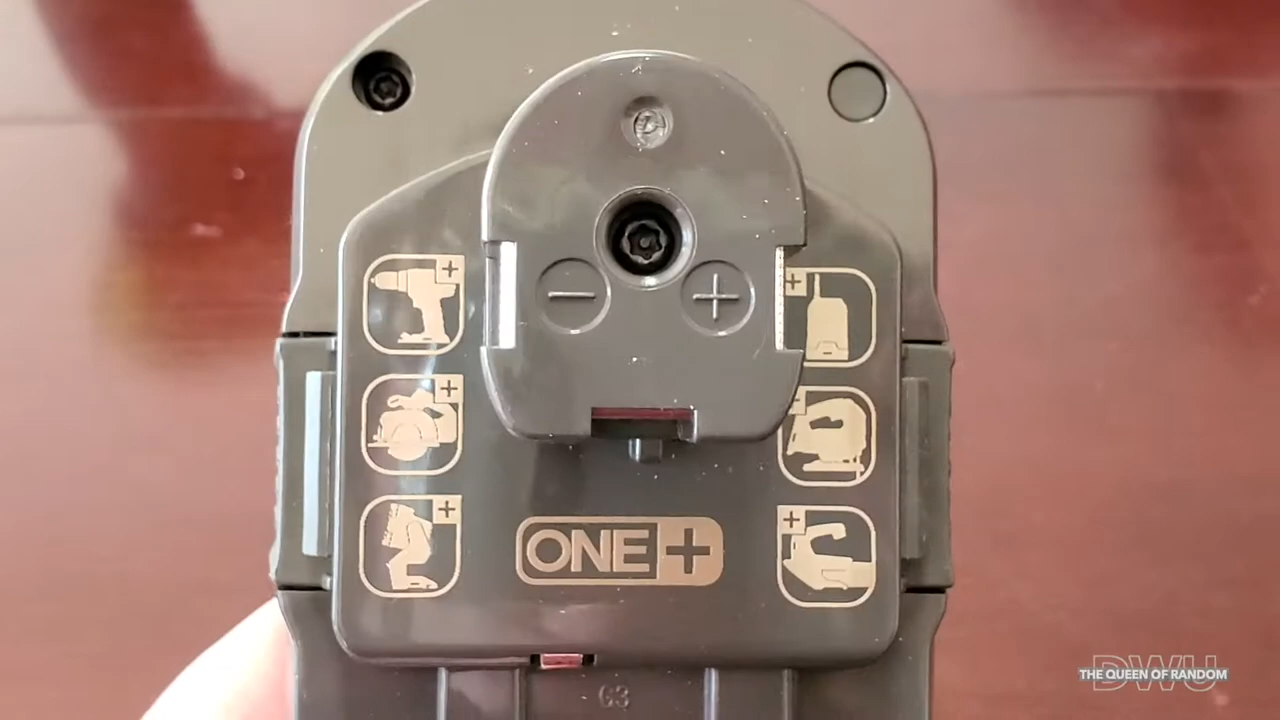 − +
ONE+
G3
DWU
THE QUEEN OF RANDOM